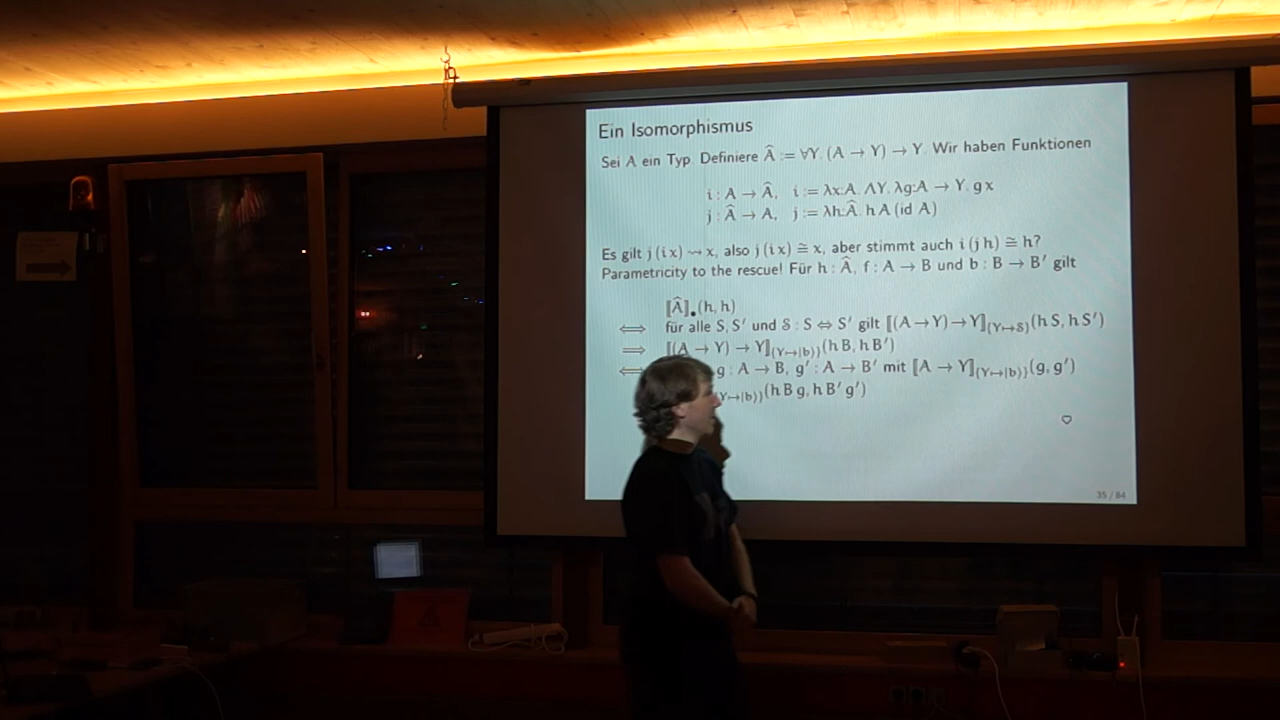 Ein Isomorphismus
Sei A ein Typ. Definiere Â := ∀Y. (A → Y) → Y. Wir haben Funktionen
i : A → Â, i := λx:A. ΛY. λg:A → Y. g x
j : Â → A, j := λh:Â. h A (id A)
Es gilt j (i x) ⇝ x, also j (i x) ≅ x, aber stimmt auch i (j h) ≅ h?
Parametricity to the rescue! Für h : Â, f : A → B und b : B → B′ gilt
⟦Â⟧•(h, h)
⟺ für alle S, S′ und 𝒮 : S ⇔ S′ gilt ⟦(A→Y)→Y⟧{Y↦𝒮}(h S, h S′)
⟹ ⟦(A → Y) → Y⟧{Y↦|b⟩}(h B, h B′)
g : A → B, g′ : A → B′ mit ⟦A → Y⟧{Y↦|b⟩}(g, g′)
Y↦|b⟩}(h B g, h B′ g′)
35 / 84